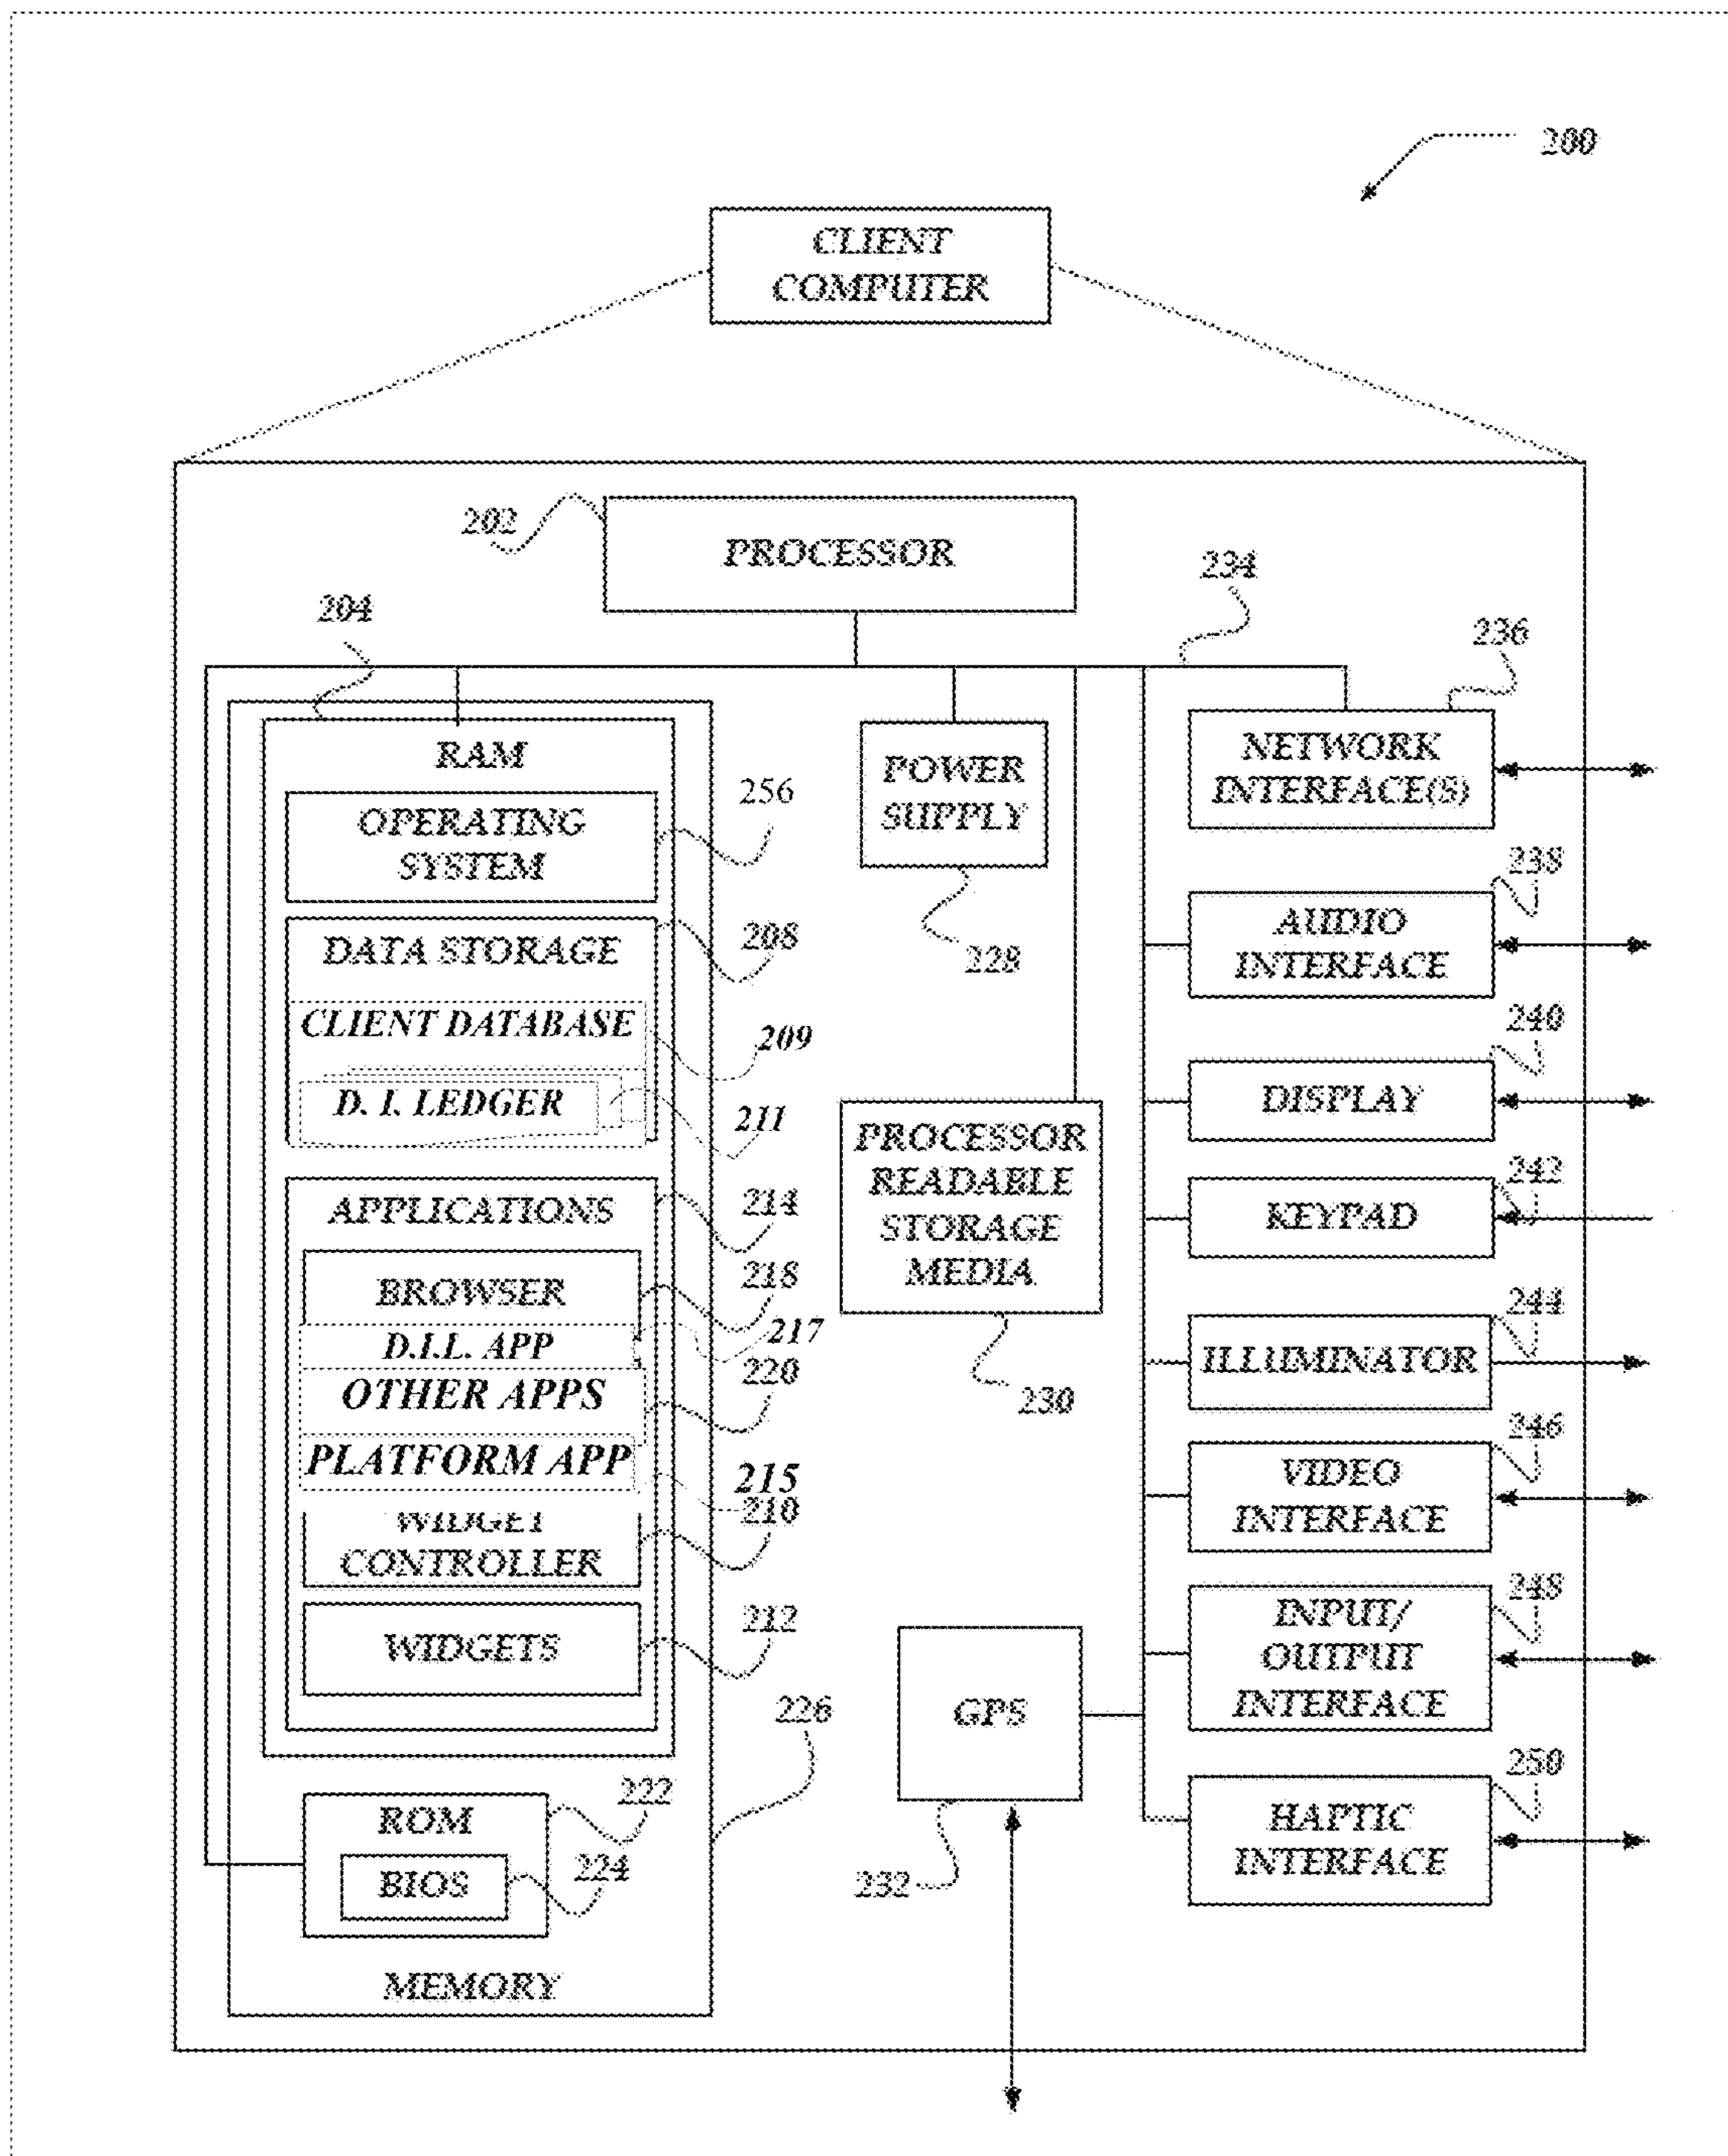 200
CLIENT
COMPUTER
202
PROCESSOR
234
204
236
RAM
256
OPERATING
SYSTEM
208
DATA STORAGE
CLIENT DATABASE
209
D. I. LEDGER
211
APPLICATIONS
214
BROWSER
218
D.I.L. APP
217
OTHER APPS
220
PLATFORM APP
215
WIDGET
CONTROLLER
210
WIDGETS
212
226
ROM
222
BIOS
224
MEMORY
POWER
SUPPLY
228
PROCESSOR
READABLE
STORAGE
MEDIA
230
GPS
232
NETWORK
INTERFACE(S)
238
AUDIO
INTERFACE
240
DISPLAY
242
KEYPAD
244
ILLUMINATOR
246
VIDEO
INTERFACE
248
INPUT/
OUTPUT
INTERFACE
250
HAPTIC
INTERFACE